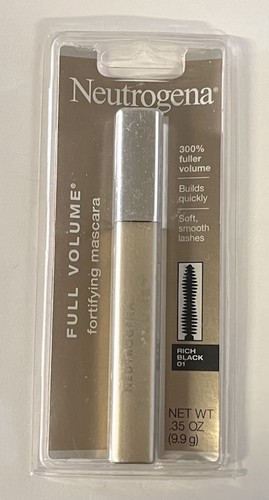 Neutrogena®
300%
fuller
volume
Builds
quickly
Soft,
smooth
lashes
FULL VOLUME®
fortifying mascara
NEUTROGENA
RICH
BLACK
01
NET WT
.35 OZ
(9.9 g)